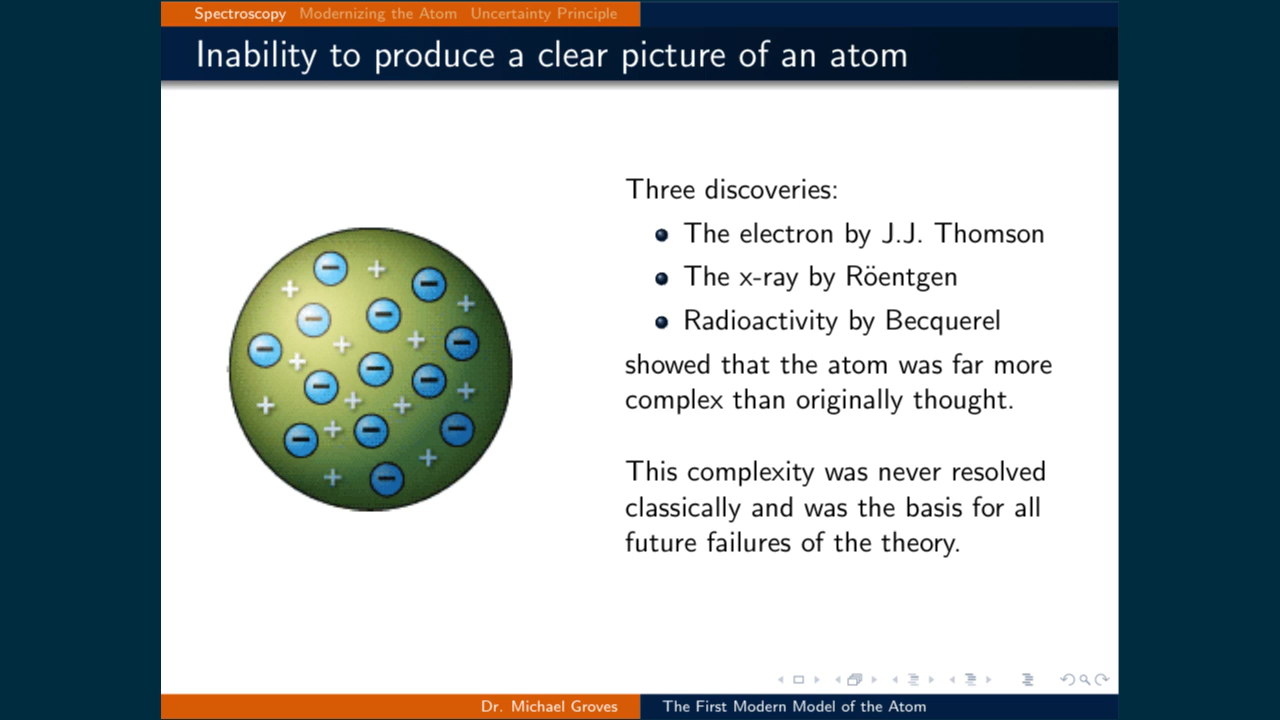 Spectroscopy Modernizing the Atom Uncertainty Principle
Inability to produce a clear picture of an atom
Three discoveries:
• The electron by J.J. Thomson
• The x-ray by Röentgen
• Radioactivity by Becquerel
showed that the atom was far more
complex than originally thought.
This complexity was never resolved
classically and was the basis for all
future failures of the theory.
Dr. Michael Groves The First Modern Model of the Atom